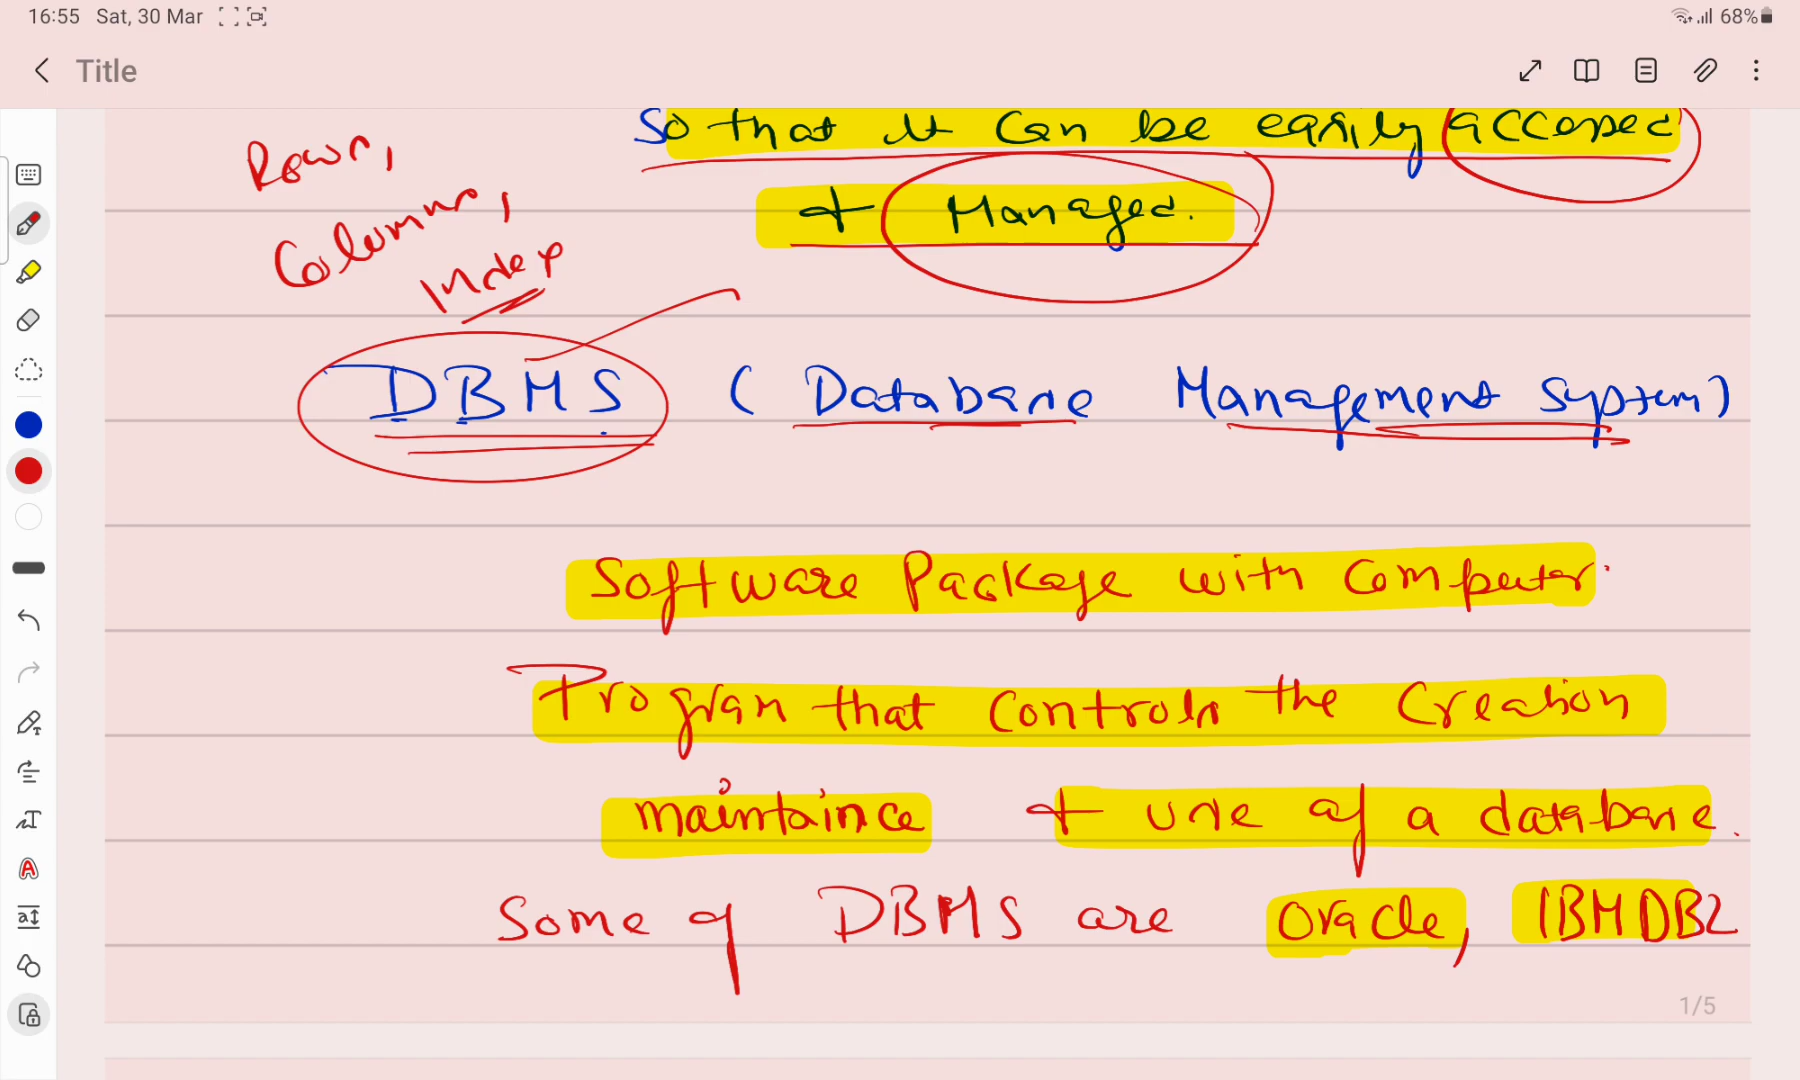 16:55 Sat, 30 Mar 68%
Title
So that it can be easily accessed
+ Managed.
Rows,
Columns,
Index
DBMS ( Database Management System)
Software Package with computer
Program that controls the Creation
maintaince + use of a database.
Some of DBMS are Oracle, IBMDB2
1/5